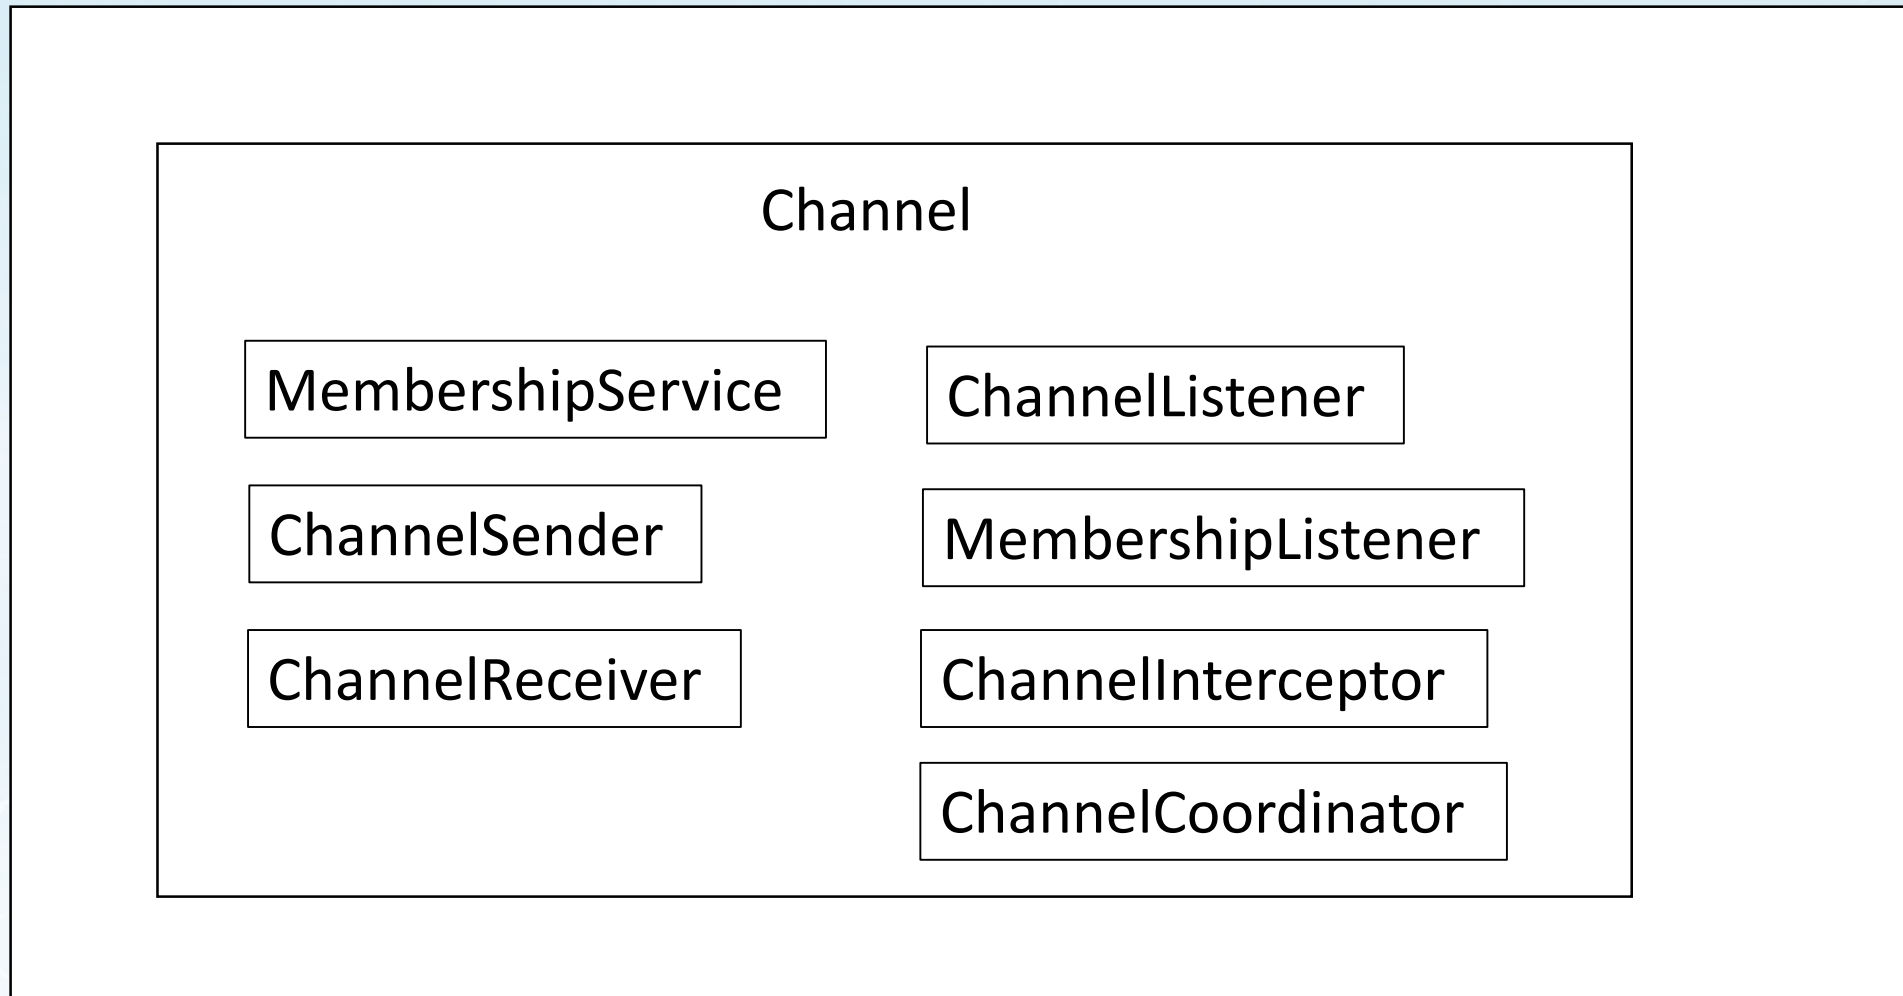 Channel
MembershipService
ChannelSender
ChannelReceiver
ChannelListener
MembershipListener
ChannelInterceptor
ChannelCoordinator